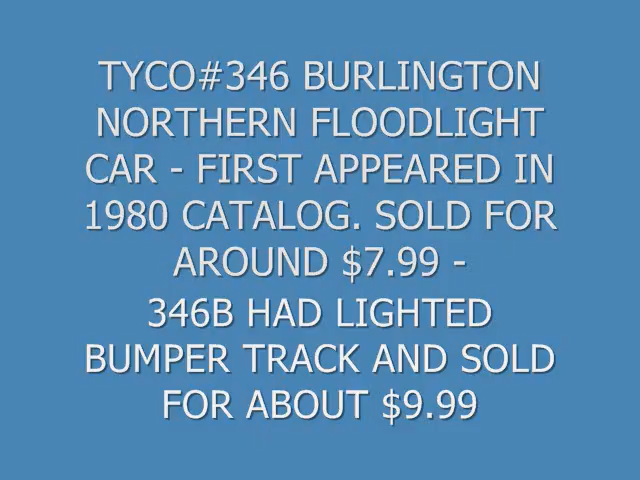 TYCO#346 BURLINGTON
NORTHERN FLOODLIGHT
CAR - FIRST APPEARED IN
1980 CATALOG. SOLD FOR
AROUND $7.99 -
346B HAD LIGHTED
BUMPER TRACK AND SOLD
FOR ABOUT $9.99